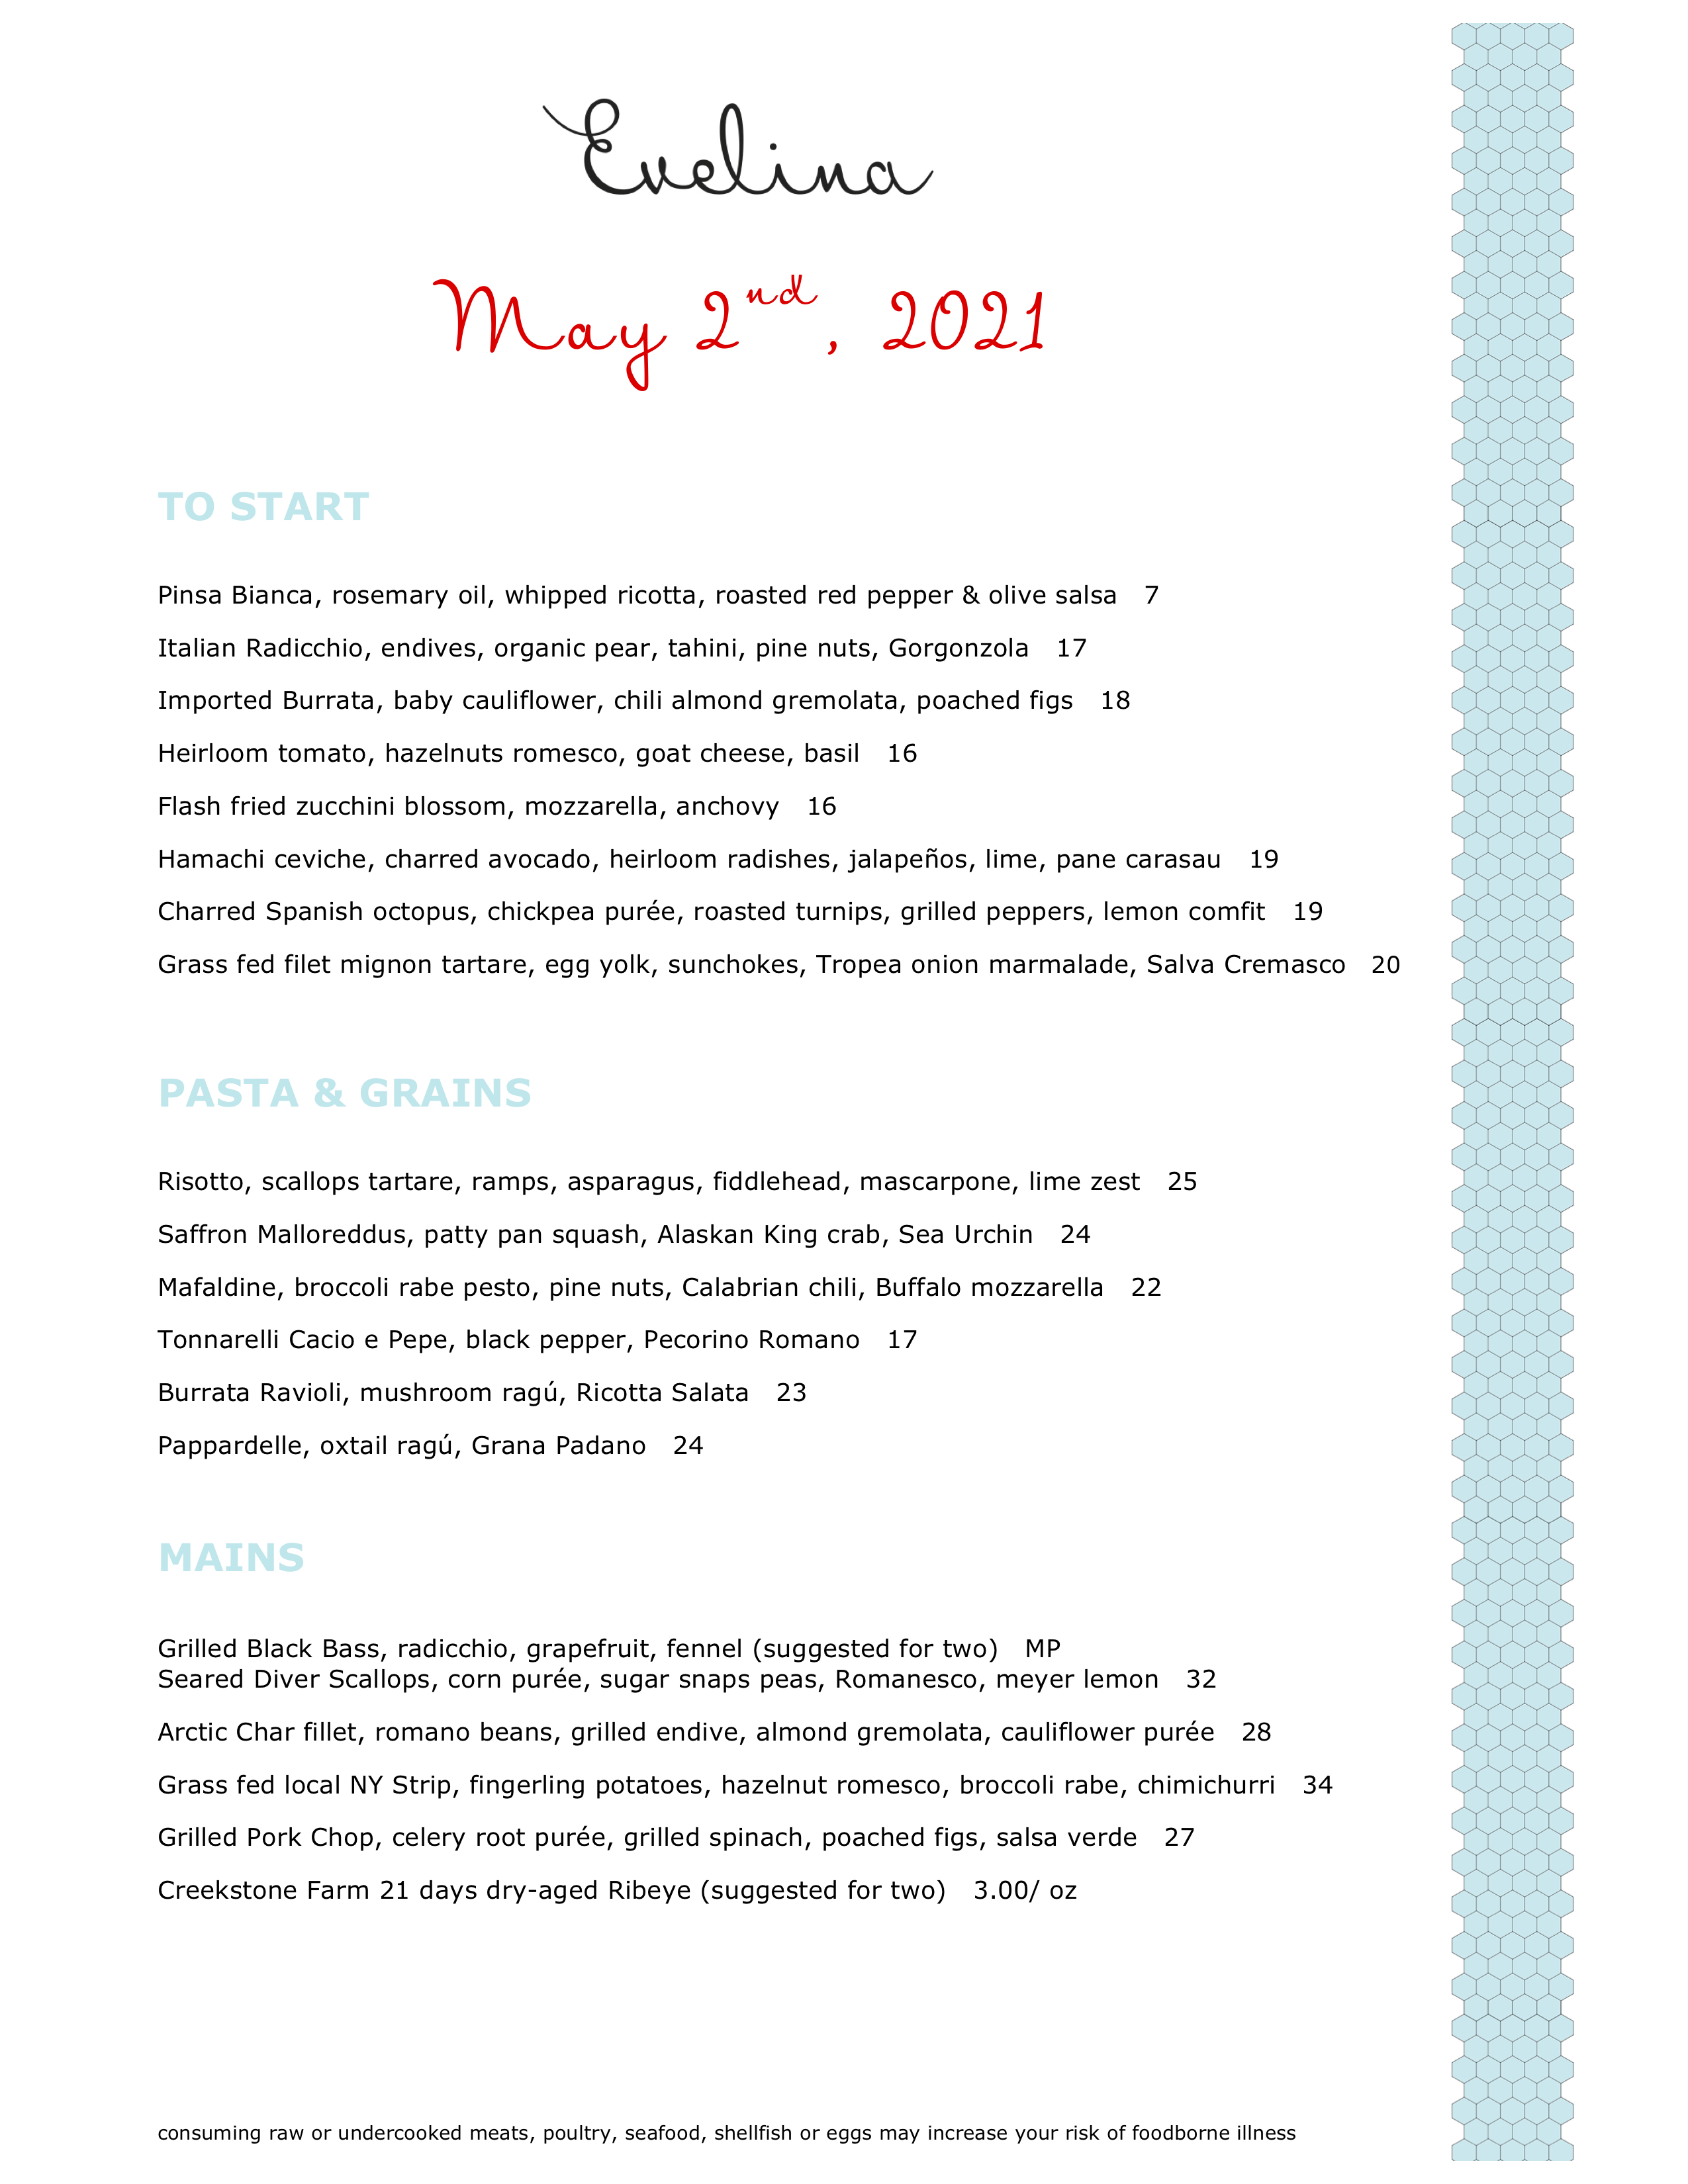 Evelina
May 2nd, 2021
TO START
Pinsa Bianca, rosemary oil, whipped ricotta, roasted red pepper & olive salsa 7
Italian Radicchio, endives, organic pear, tahini, pine nuts, Gorgonzola 17
Imported Burrata, baby cauliflower, chili almond gremolata, poached figs 18
Heirloom tomato, hazelnuts romesco, goat cheese, basil 16
Flash fried zucchini blossom, mozzarella, anchovy 16
Hamachi ceviche, charred avocado, heirloom radishes, jalapeños, lime, pane carasau 19
Charred Spanish octopus, chickpea purée, roasted turnips, grilled peppers, lemon comfit 19
Grass fed filet mignon tartare, egg yolk, sunchokes, Tropea onion marmalade, Salva Cremasco 20
PASTA & GRAINS
Risotto, scallops tartare, ramps, asparagus, fiddlehead, mascarpone, lime zest 25
Saffron Malloreddus, patty pan squash, Alaskan King crab, Sea Urchin 24
Mafaldine, broccoli rabe pesto, pine nuts, Calabrian chili, Buffalo mozzarella 22
Tonnarelli Cacio e Pepe, black pepper, Pecorino Romano 17
Burrata Ravioli, mushroom ragú, Ricotta Salata 23
Pappardelle, oxtail ragú, Grana Padano 24
MAINS
Grilled Black Bass, radicchio, grapefruit, fennel (suggested for two) MP
Seared Diver Scallops, corn purée, sugar snaps peas, Romanesco, meyer lemon 32
Arctic Char fillet, romano beans, grilled endive, almond gremolata, cauliflower purée 28
Grass fed local NY Strip, fingerling potatoes, hazelnut romesco, broccoli rabe, chimichurri 34
Grilled Pork Chop, celery root purée, grilled spinach, poached figs, salsa verde 27
Creekstone Farm 21 days dry-aged Ribeye (suggested for two) 3.00/ oz
consuming raw or undercooked meats, poultry, seafood, shellfish or eggs may increase your risk of foodborne illness